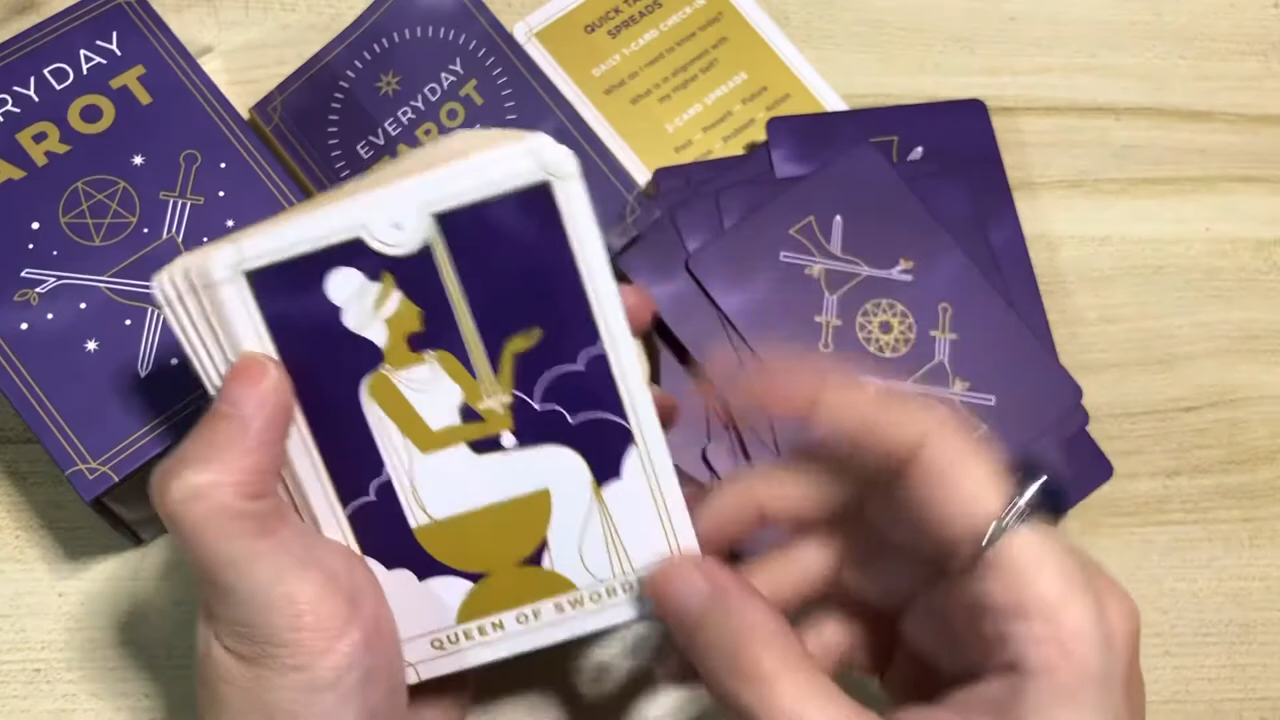 RYDAY
AROT
EVERYDAY
TAROT
QUICK TA
SPREADS
DAILY 1-CARD CHECK-IN
What do I need to know today?
What is in alignment with
my Higher Self?
3-CARD SPREADS
Past - Present - Future
Problem - Action
QUEEN OF SWORD